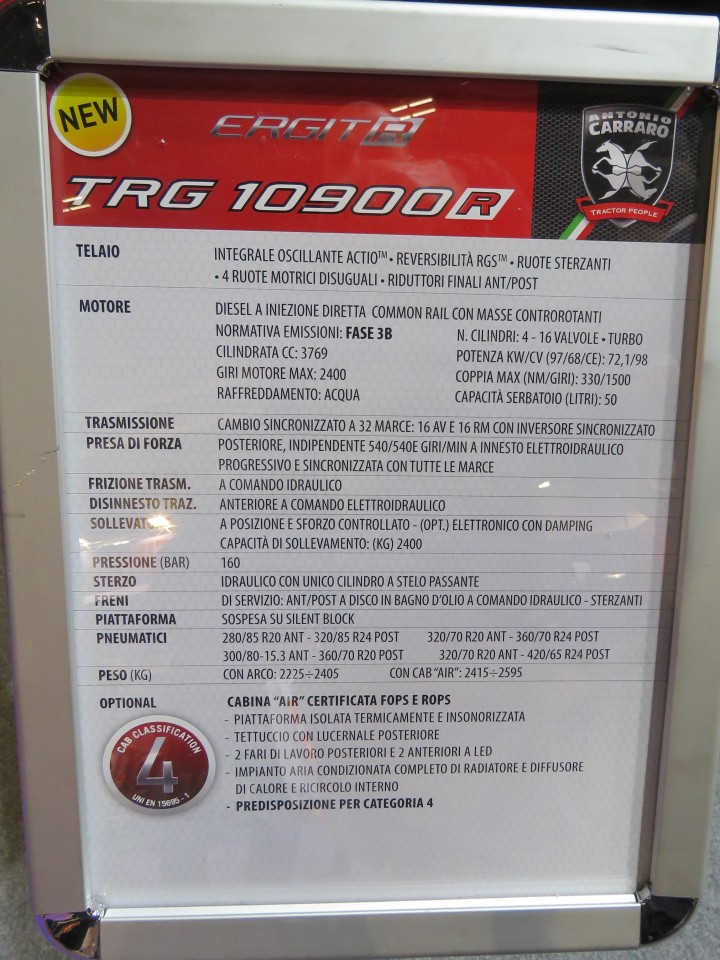 NEW
ERGIT R
TRG 10900R
ANTONIO
CARRARO
TRACTOR PEOPLE
TELAIO INTEGRALE OSCILLANTE ACTIO™ • REVERSIBILITÀ RGS™ • RUOTE STERZANTI
• 4 RUOTE MOTRICI DISUGUALI • RIDUTTORI FINALI ANT/POST
MOTORE DIESEL A INIEZIONE DIRETTA COMMON RAIL CON MASSE CONTROROTANTI
NORMATIVA EMISSIONI: FASE 3B N. CILINDRI: 4 - 16 VALVOLE • TURBO
CILINDRATA CC: 3769 POTENZA KW/CV (97/68/CE): 72,1/98
GIRI MOTORE MAX: 2400 COPPIA MAX (NM/GIRI): 330/1500
RAFFREDDAMENTO: ACQUA CAPACITÀ SERBATOIO (LITRI): 50
TRASMISSIONE CAMBIO SINCRONIZZATO A 32 MARCE: 16 AV E 16 RM CON INVERSORE SINCRONIZZATO
PRESA DI FORZA POSTERIORE, INDIPENDENTE 540/540E GIRI/MIN A INNESTO ELETTROIDRAULICO
PROGRESSIVO E SINCRONIZZATA CON TUTTE LE MARCE
FRIZIONE TRASM. A COMANDO IDRAULICO
DISINNESTO TRAZ. ANTERIORE A COMANDO ELETTROIDRAULICO
SOLLEVAT A POSIZIONE E SFORZO CONTROLLATO - (OPT.) ELETTRONICO CON DAMPING
CAPACITÀ DI SOLLEVAMENTO: (KG) 2400
PRESSIONE (BAR) 160
STERZO IDRAULICO CON UNICO CILINDRO A STELO PASSANTE
FRENI DI SERVIZIO: ANT/POST A DISCO IN BAGNO D'OLIO A COMANDO IDRAULICO - STERZANTI
PIATTAFORMA SOSPESA SU SILENT BLOCK
PNEUMATICI 280/85 R20 ANT - 320/85 R24 POST 320/70 R20 ANT - 360/70 R24 POST
300/80-15.3 ANT - 360/70 R20 POST 320/70 R20 ANT - 420/65 R24 POST
PESO (KG) CON ARCO: 2225÷2405 CON CAB "AIR": 2415÷2595
OPTIONAL CABINA "AIR" CERTIFICATA FOPS E ROPS
- PIATTAFORMA ISOLATA TERMICAMENTE E INSONORIZZATA
- TETTUCCIO CON LUCERNALE POSTERIORE
- 2 FARI DI LAVORO POSTERIORI E 2 ANTERIORI A LED
- IMPIANTO ARIA CONDIZIONATA COMPLETO DI RADIATORE E DIFFUSORE
DI CALORE E RICIRCOLO INTERNO
- PREDISPOSIZIONE PER CATEGORIA 4
CAB CLASSIFICATION
4
UNI EN 15695 - 1